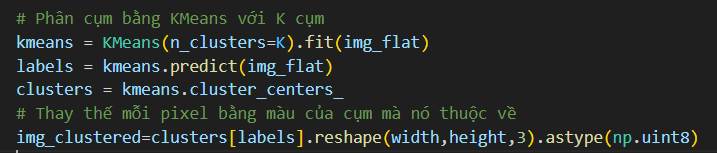 # Phân cụm bằng KMeans với K cụm
kmeans = KMeans(n_clusters=K).fit(img_flat)
labels = kmeans.predict(img_flat)
clusters = kmeans.cluster_centers_
# Thay thế mỗi pixel bằng màu của cụm mà nó thuộc về
img_clustered=clusters[labels].reshape(width,height,3).astype(np.uint8)